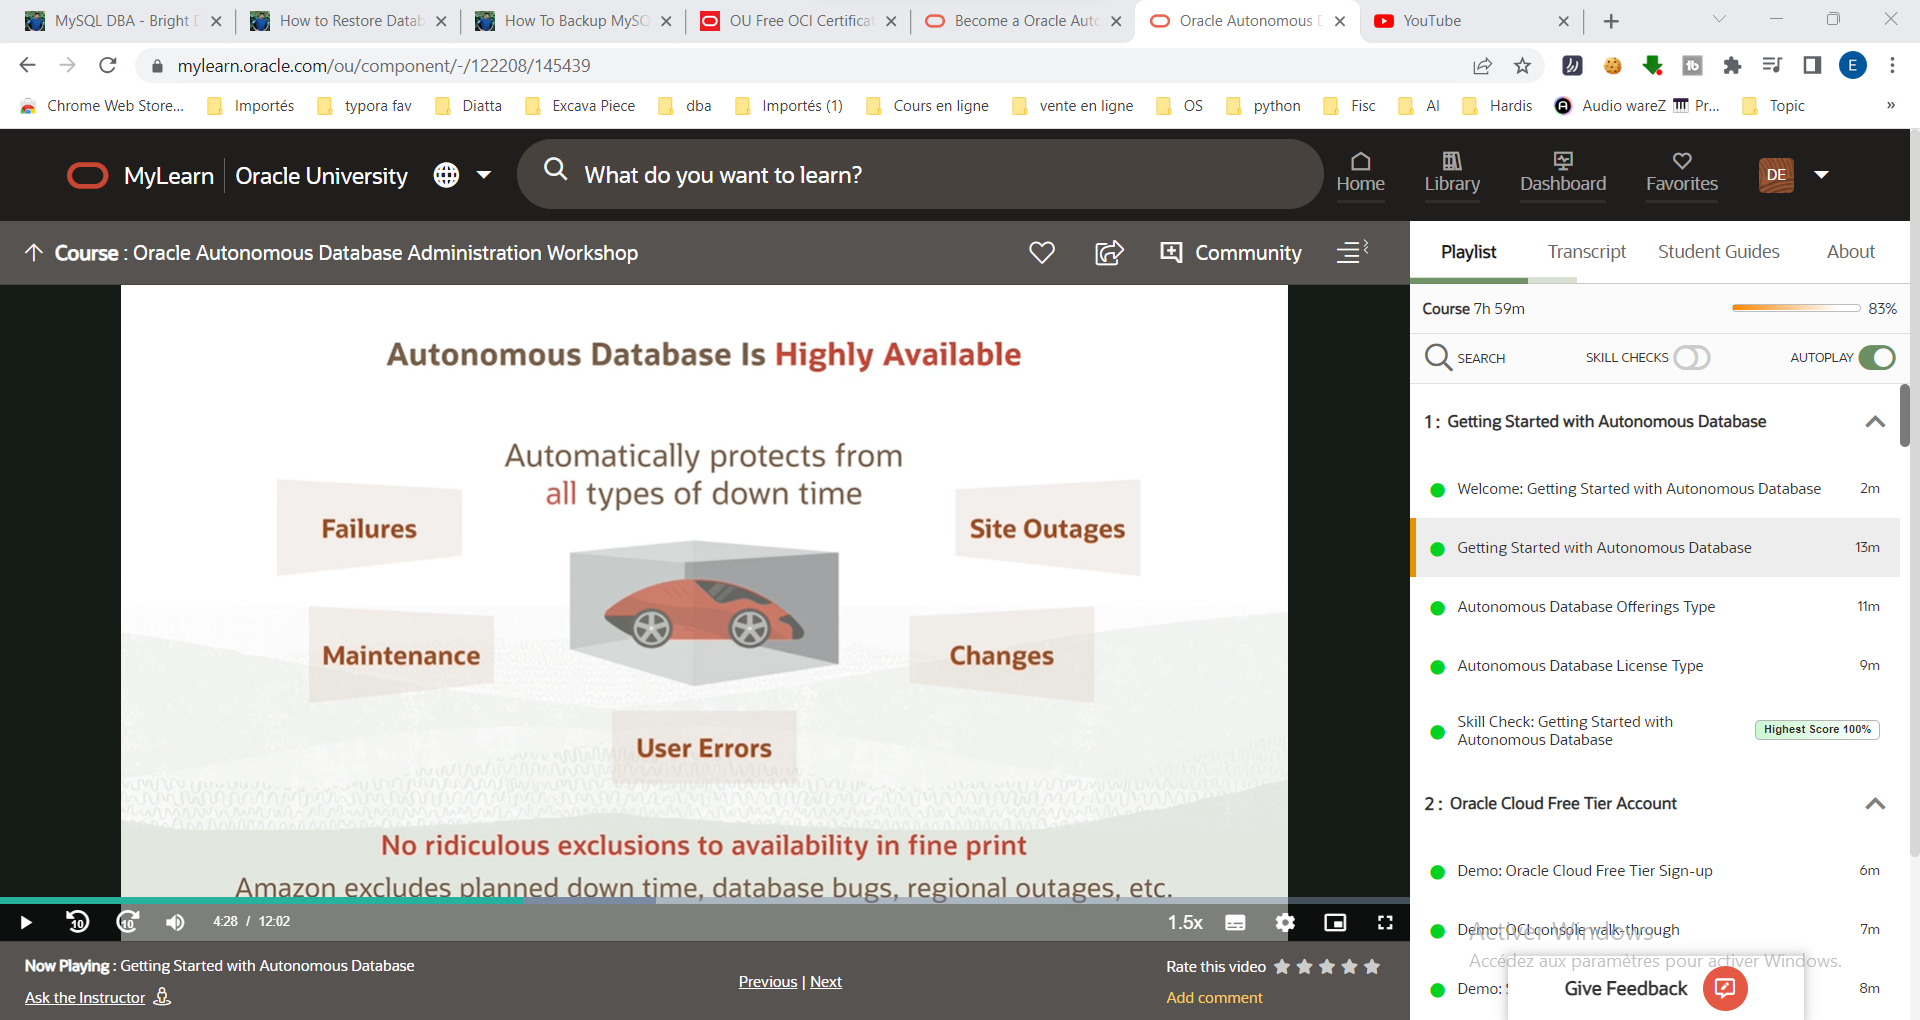 MySQL DBA - Bright
How to Restore Datab
How To Backup MySQ
OU Free OCI Certificat
Become a Oracle Auto
Oracle Autonomous
YouTube
mylearn.oracle.com/ou/component/-/122208/145439
E
Chrome Web Store...
Importés
typora fav
Diatta
Excava Piece
dba
Importés (1)
Cours en ligne
vente en ligne
OS
python
Fisc
AI
Hardis
Audio wareZ
Pr...
Topic
»
MyLearn
Oracle University
What do you want to learn?
Home
Library
Dashboard
Favorites
DE
Course : Oracle Autonomous Database Administration Workshop
Community
Autonomous Database Is Highly Available
Automatically protects from
all types of down time
Failures
Site Outages
Maintenance
Changes
User Errors
No ridiculous exclusions to availability in fine print
Amazon excludes planned down time, database bugs, regional outages, etc.
10
10
4:28 / 12:02
1.5x
Now Playing : Getting Started with Autonomous Database
Ask the Instructor
Previous | Next
Rate this video
Add comment
Playlist
Transcript
Student Guides
About
Course 7h 59m
83%
SEARCH
SKILL CHECKS
AUTOPLAY
1 : Getting Started with Autonomous Database
Welcome: Getting Started with Autonomous Database 2m
Getting Started with Autonomous Database 13m
Autonomous Database Offerings Type 11m
Autonomous Database License Type 9m
Skill Check: Getting Started with
Autonomous Database
Highest Score 100%
2 : Oracle Cloud Free Tier Account
Demo: Oracle Cloud Free Tier Sign-up 6m
Demo: OCI console walk-through 7m
Activer Windows
Accédez aux paramètres pour activer Windows.
Demo: 8m
Give Feedback